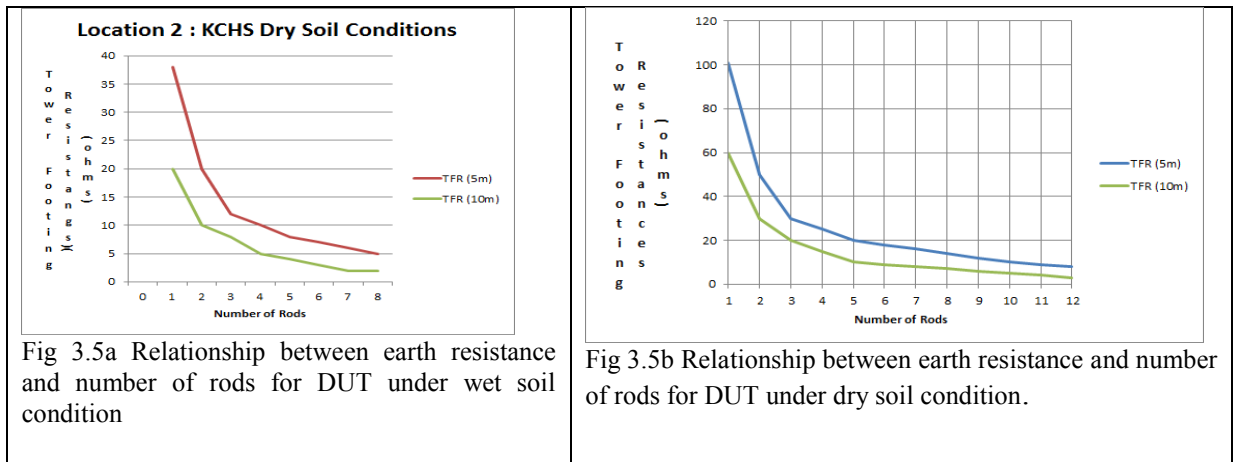 Location 2 : KCHS Dry Soil Conditions
Tower Footing
Resistangs)(
(ohms)
40
35
30
25
20
15
10
5
0
0 1 2 3 4 5 6 7 8
Number of Rods
TFR (5m)
TFR (10m)
Fig 3.5a Relationship between earth resistance
and number of rods for DUT under wet soil
condition
Tower Footing
Resistances
(ohms)
120
100
80
60
40
20
0
1 2 3 4 5 6 7 8 9 10 11 12
Number of Rods
TFR (5m)
TFR (10m)
Fig 3.5b Relationship between earth resistance and number
of rods for DUT under dry soil condition.